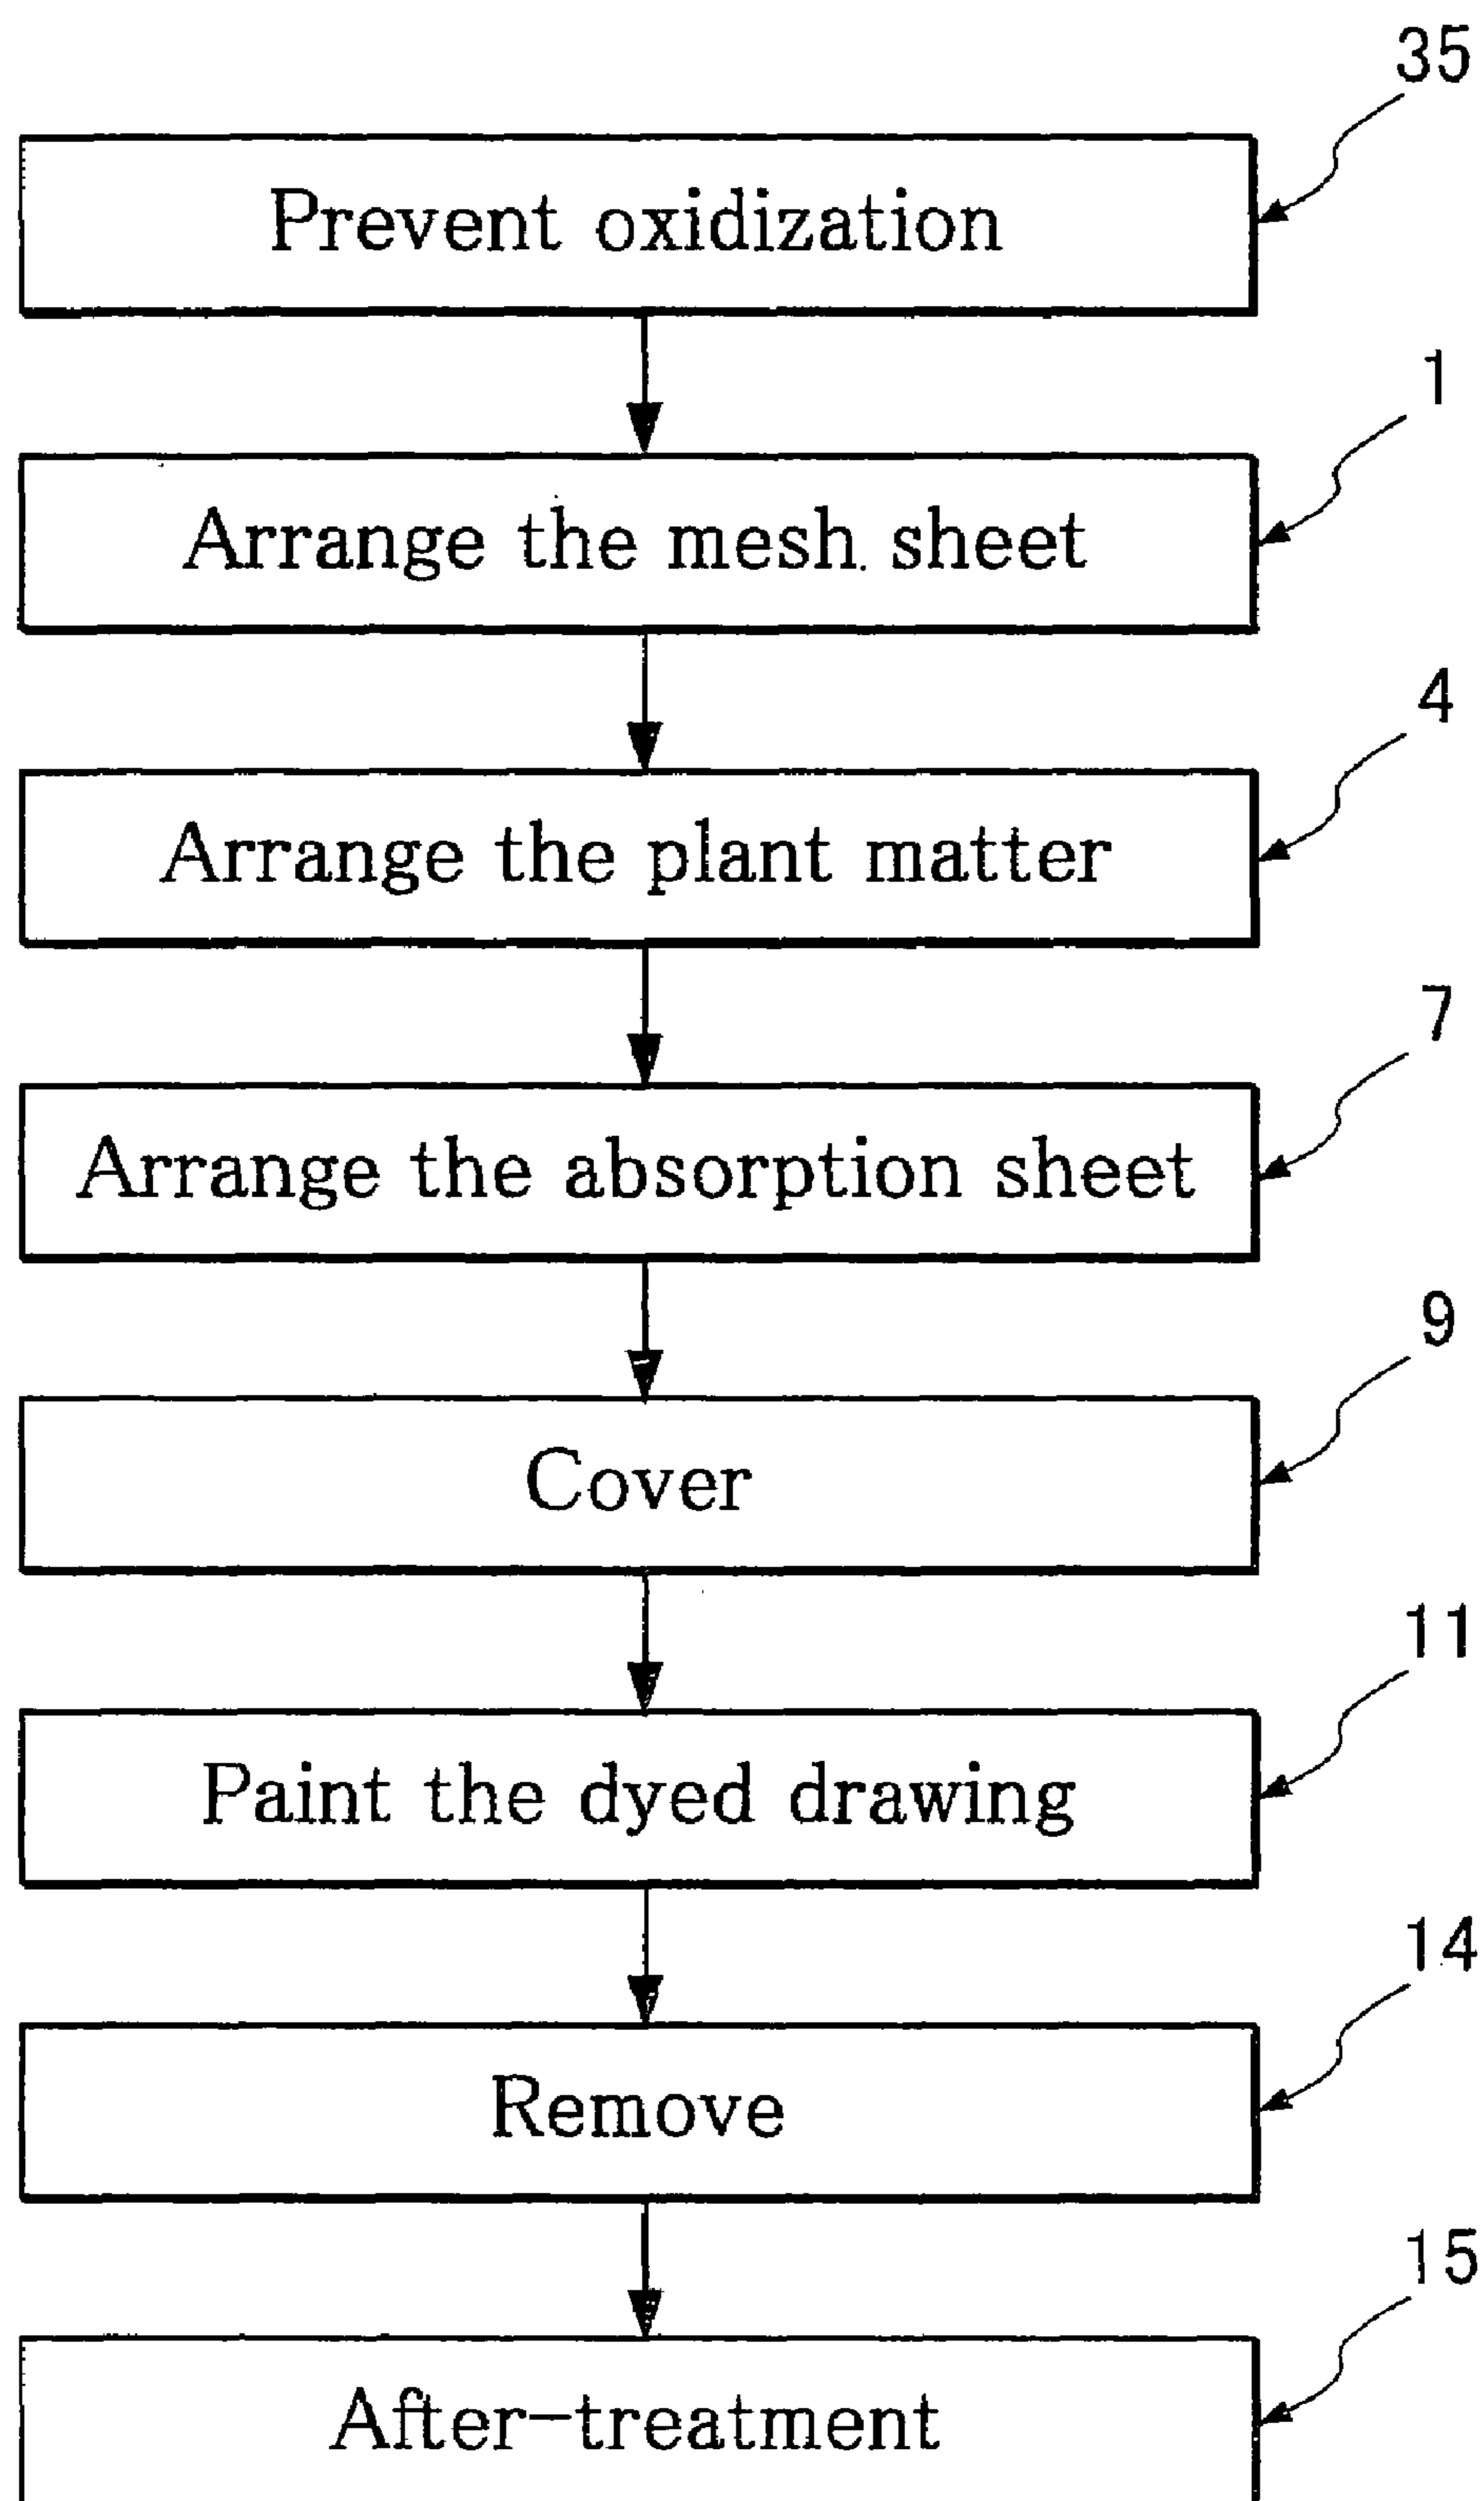 35
Prevent oxidization
1
Arrange the mesh. sheet
4
Arrange the plant matter
7
Arrange the absorption sheet
9
Cover
11
Paint the dyed drawing
14
Remove
15
After-treatment